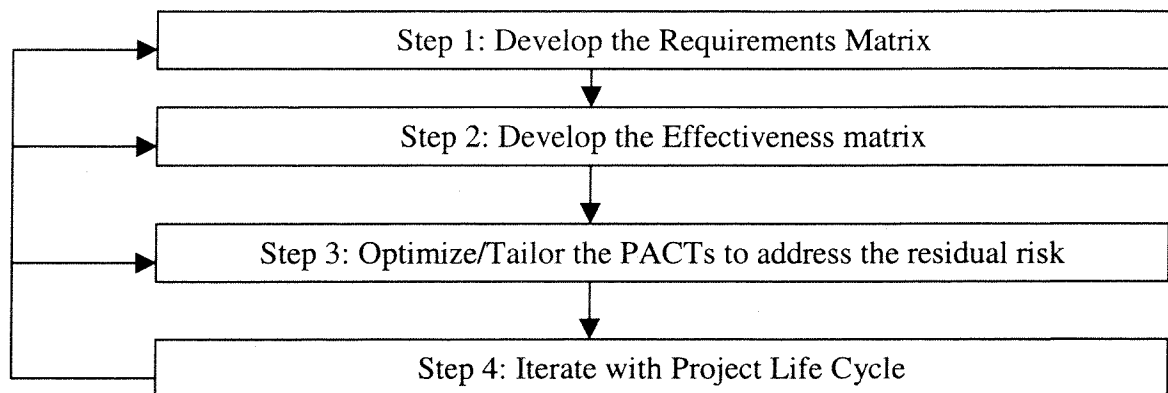 Step 1: Develop the Requirements Matrix
Step 2: Develop the Effectiveness matrix
Step 3: Optimize/Tailor the PACTs to address the residual risk
Step 4: Iterate with Project Life Cycle